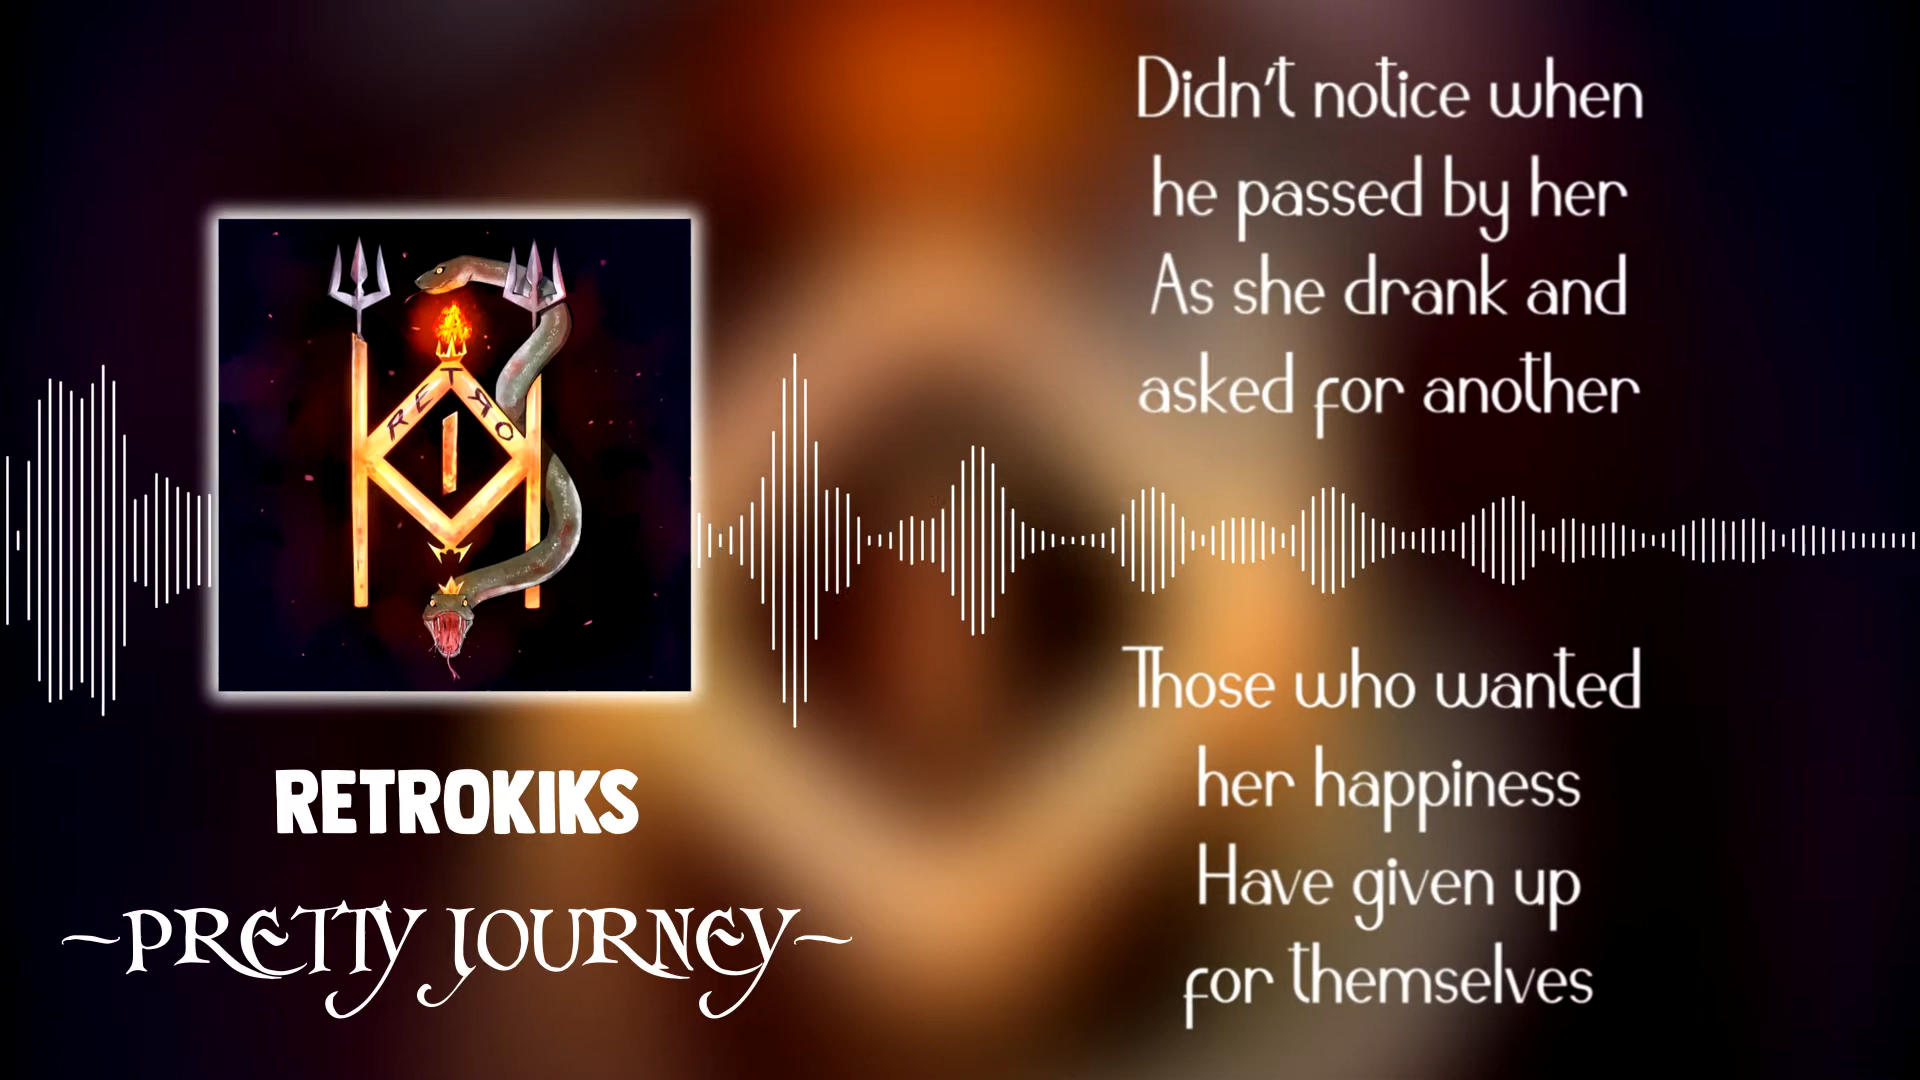 RETRO
KIK
RETROKIKS
~PRETTY JOURNEY~
Didn't notice when
he passed by her
As she drank and
asked for another
Those who wanted
her happiness
Have given up
for themselves